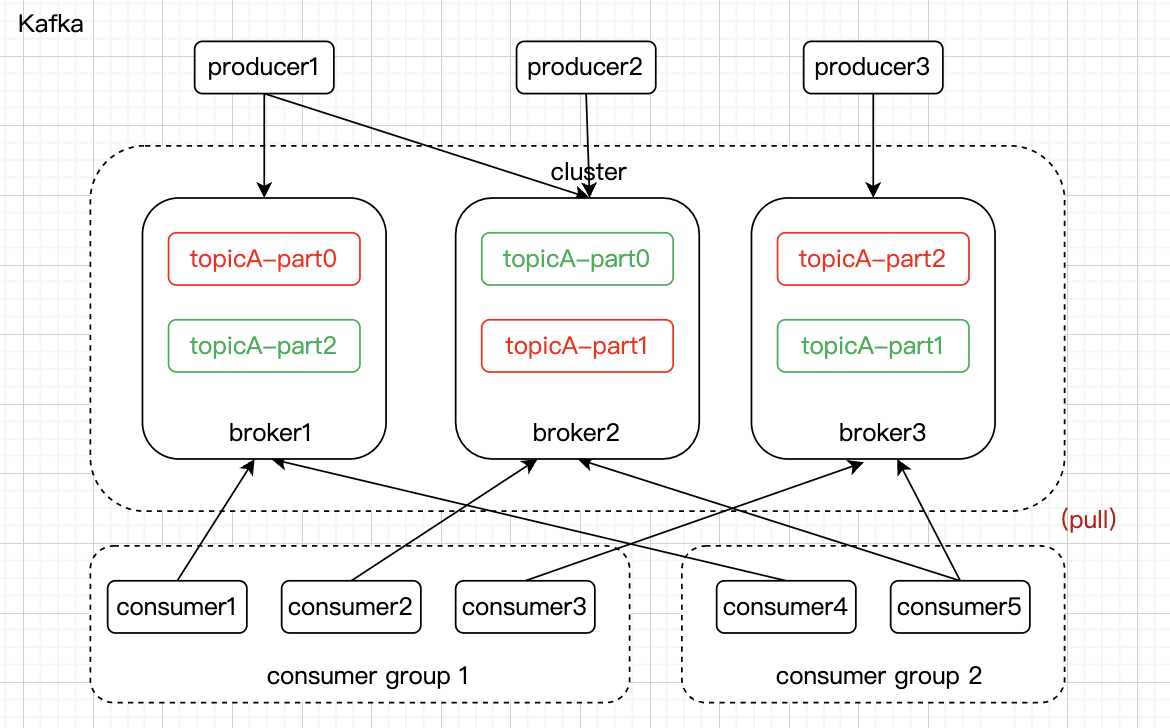 Kafka
producer1
producer2
producer3
cluster
topicA-part0
topicA-part2
broker1
topicA-part0
topicA-part1
broker2
topicA-part2
topicA-part1
broker3
(pull)
consumer1
consumer2
consumer3
consumer group 1
consumer4
consumer5
consumer group 2